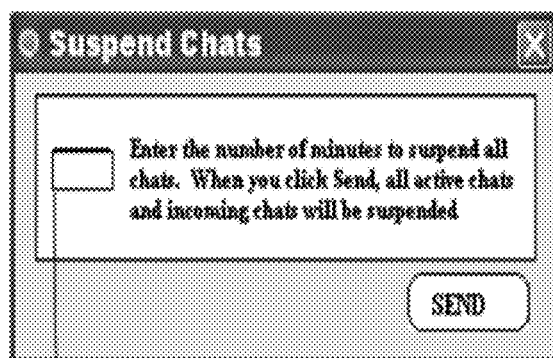 Suspend Chats X
Enter the number of minutes to suspend all
chats. When you click Send, all active chats
and incoming chats will be suspended
SEND